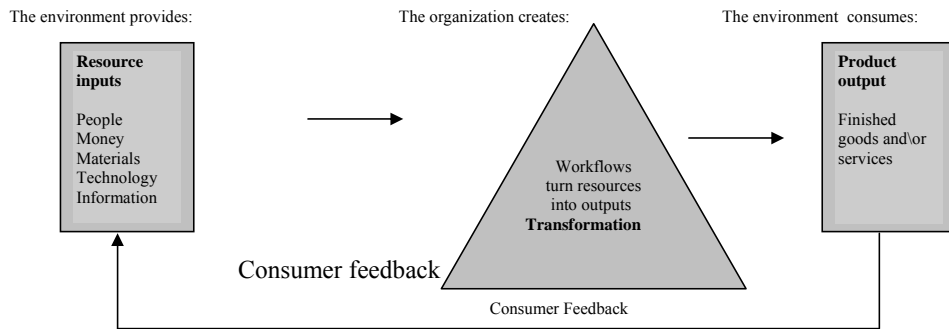 The environment provides:
The organization creates:
The environment  consumes:
Resource
inputs
People
Money
Materials
Technology
Information
Workflows
turn resources
into outputs
Transformation
Product
output
Finished
goods and\or
services
Consumer feedback
Consumer Feedback